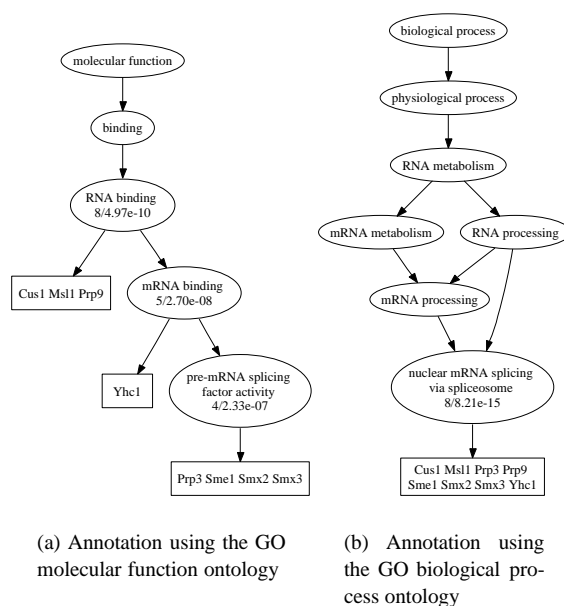 molecular function
binding
RNA binding
8/4.97e-10
Cus1 Msl1 Prp9
mRNA binding
5/2.70e-08
Yhc1
pre-mRNA splicing
factor activity
4/2.33e-07
Prp3 Sme1 Smx2 Smx3
(a) Annotation using the GO
molecular function ontology
biological process
physiological process
RNA metabolism
mRNA metabolism
RNA processing
mRNA processing
nuclear mRNA splicing
via spliceosome
8/8.21e-15
Cus1 Msl1 Prp3 Prp9
Sme1 Smx2 Smx3 Yhc1
(b) Annotation using
the GO biological pro-
cess ontology